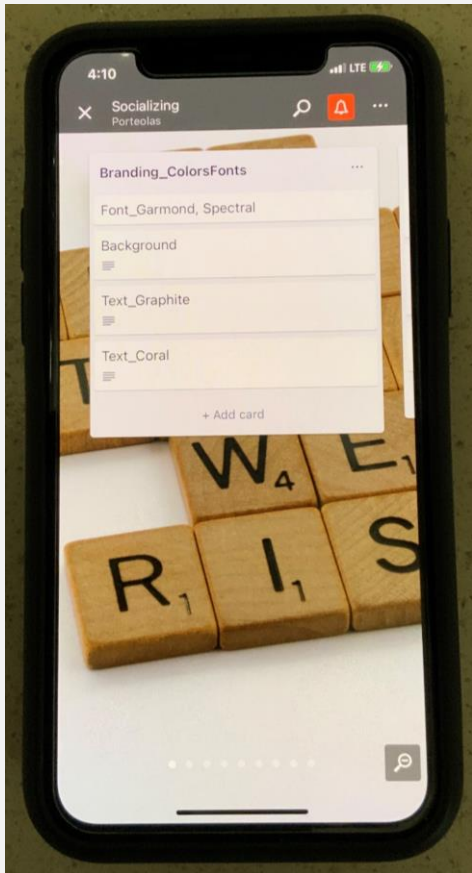 4:10
LTE
Socializing
Porteolas
Branding_ColorsFonts
Font_Garmond, Spectral
Background
Text_Graphite
Text_Coral
+ Add card
T
W4 E1
R1 I1 S